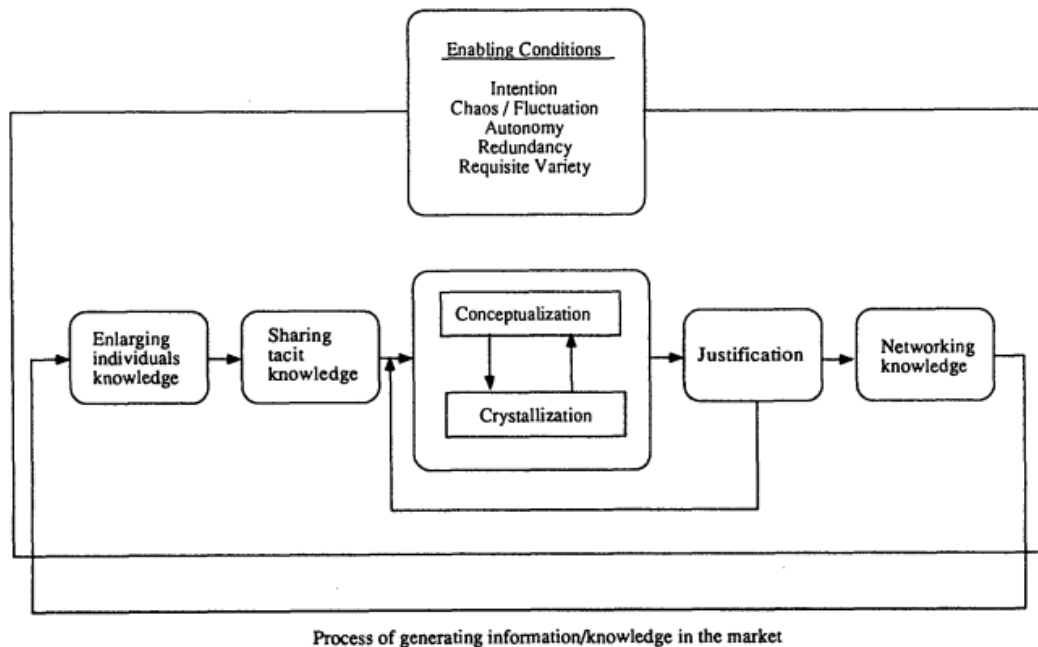 Enabling Conditions
Intention
Chaos / Fluctuation
Autonomy
Redundancy
Requisite Variety
Enlarging
individuals
knowledge
Sharing
tacit
knowledge
Conceptualization
Crystallization
Justification
Networking
knowledge
Process of generating information/knowledge in the market